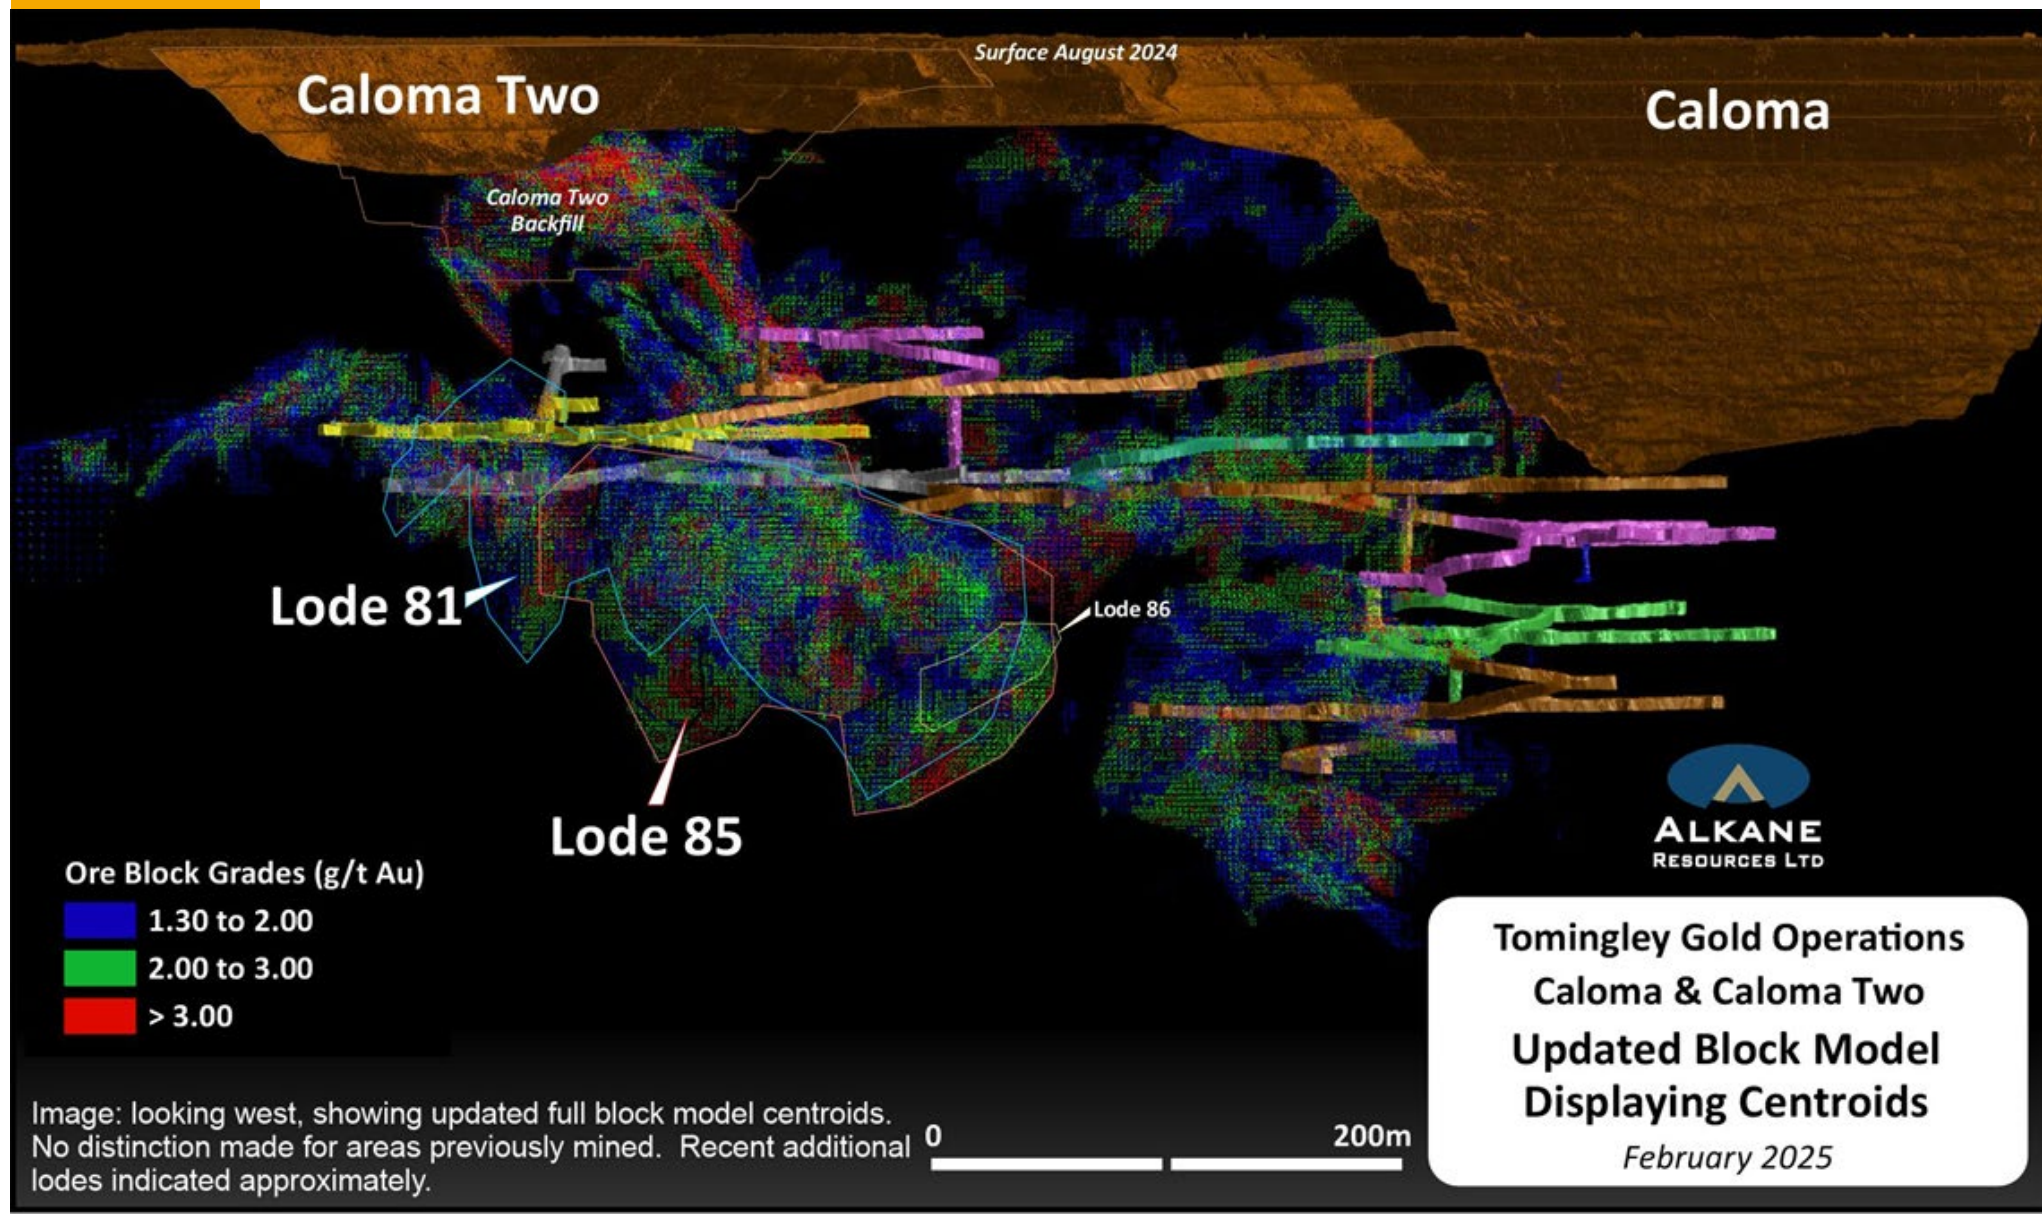 Surface August 2024
Caloma Two
Caloma
Caloma Two
Backfill
Lode 81
Lode 86
Lode 85
ALKANE
RESOURCES LTD
Ore Block Grades (g/t Au)
1.30 to 2.00
2.00 to 3.00
> 3.00
Tomingley Gold Operations
Caloma & Caloma Two
Updated Block Model
Displaying Centroids
February 2025
Image: looking west, showing updated full block model centroids.
No distinction made for areas previously mined.  Recent additional
lodes indicated approximately.
0
200m